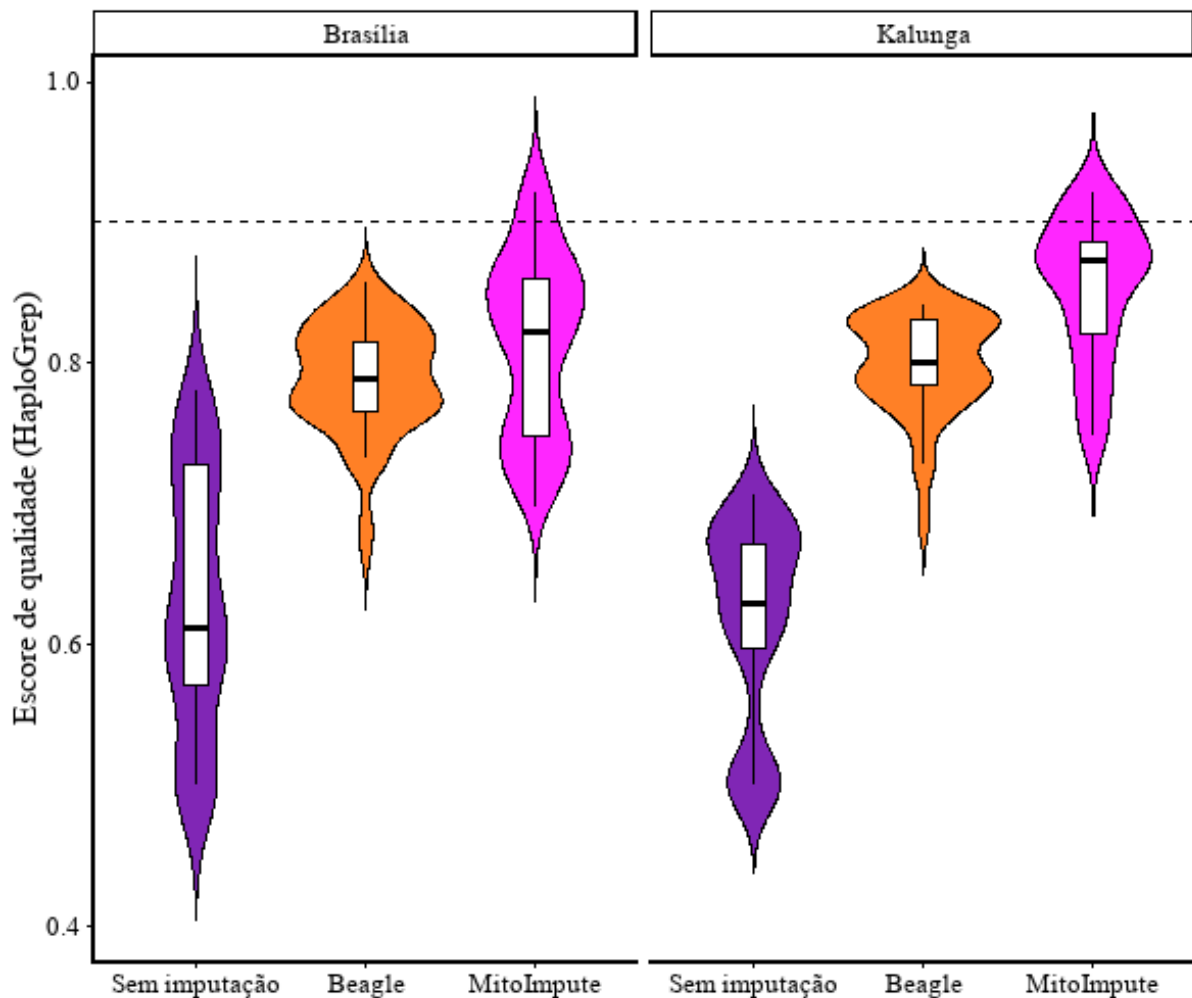 Brasília
Kalunga
Escore de qualidade (HaploGrep)
1.0
0.8
0.6
0.4
Sem imputação Beagle MitoImpute
Sem imputação Beagle MitoImpute